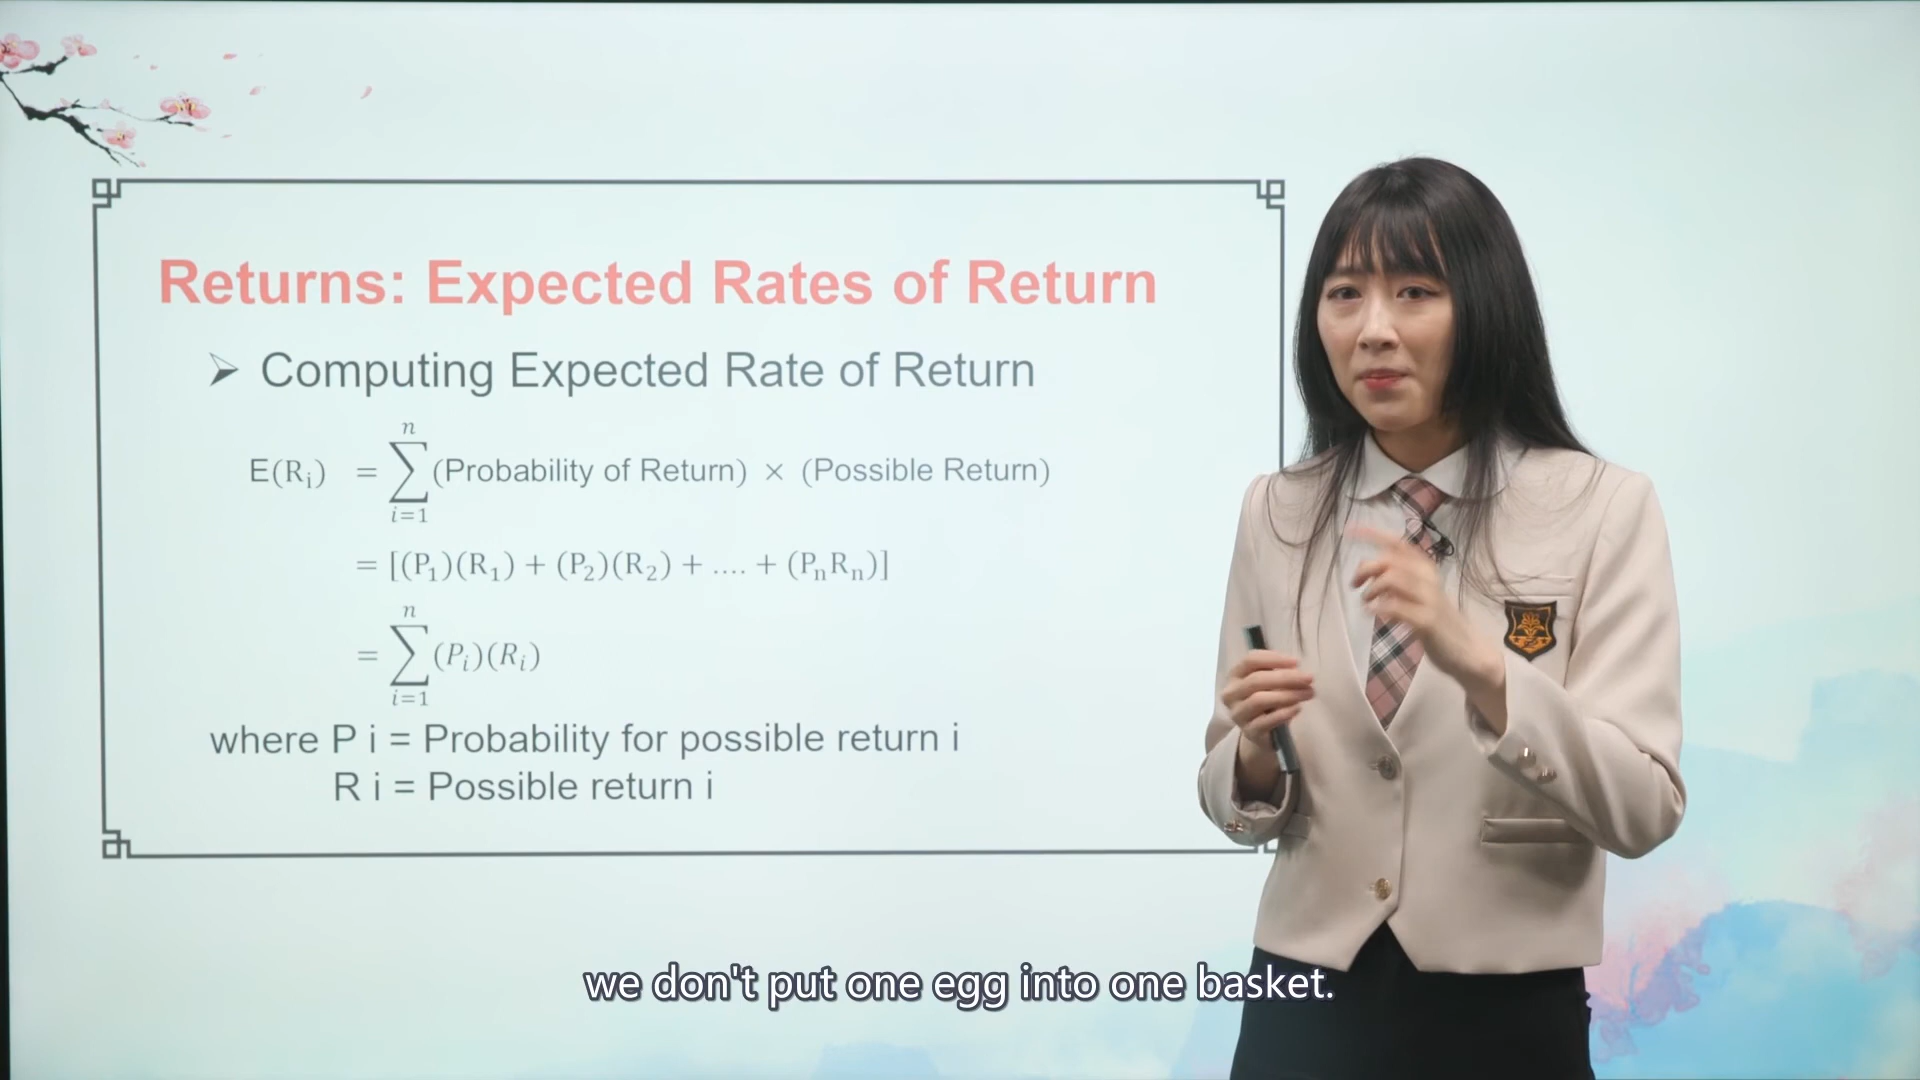 Returns: Expected Rates of Return
➢ Computing Expected Rate of Return
E(Rᵢ) = ∑ⁿᵢ₌₁ (Probability of Return) × (Possible Return)
= [(P₁)(R₁) + (P₂)(R₂) + .... + (PₙRₙ)]
= ∑ⁿᵢ₌₁ (Pᵢ)(Rᵢ)
where P i = Probability for possible return i
R i = Possible return i
we don't put one egg into one basket.